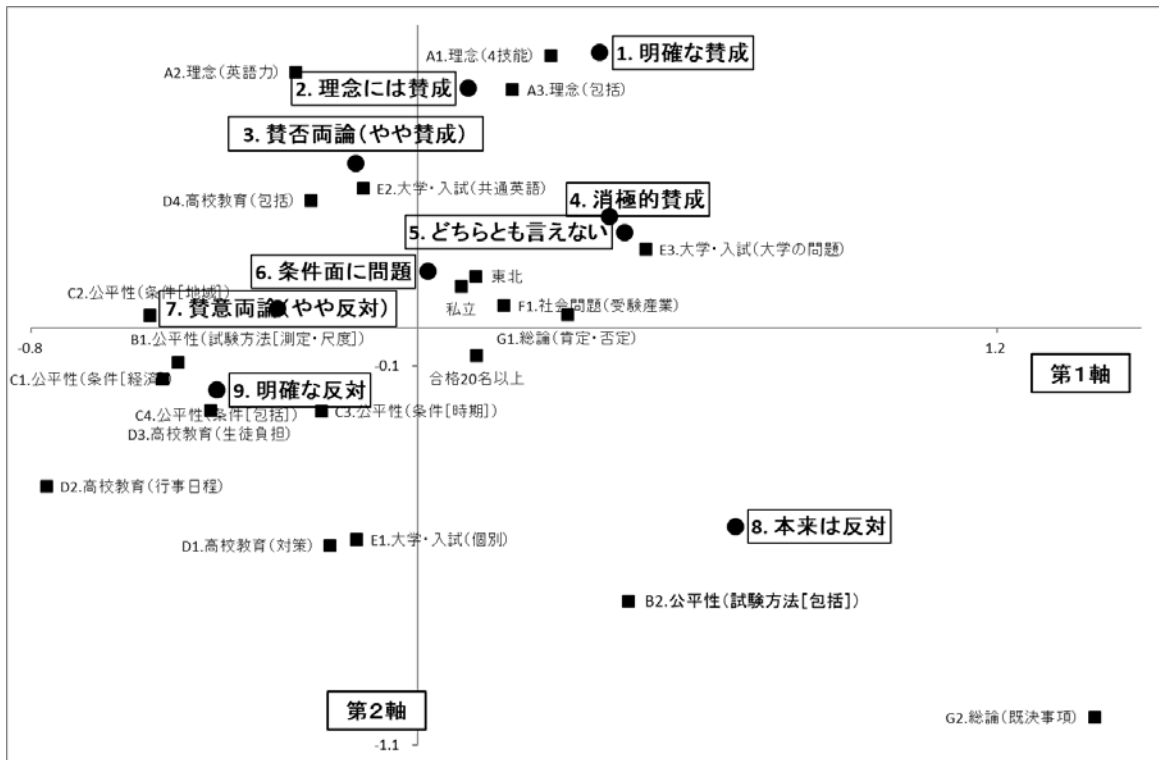 A1.理念(4技能)
1. 明確な賛成
A2.理念(英語力)
2. 理念には賛成
A3.理念(包括)
3. 賛否両論(やや賛成)
E2.大学・入試(共通英語)
D4.高校教育(包括)
4. 消極的賛成
5. どちらとも言えない
E3.大学・入試(大学の問題)
6. 条件面に問題
東北
C2.公平性(条件[地域])
私立
7. 賛意両論(やや反対)
F1.社会問題(受験産業)
-0.8
B1.公平性(試験方法[測定・尺度])
G1.総論(肯定・否定)
1.2
-0.1
C1.公平性(条件[経済])
9. 明確な反対
合格20名以上
第1軸
C4.公平性(条件[包括])
C3.公平性(条件[時期])
D3.高校教育(生徒負担)
D2.高校教育(行事日程)
8. 本来は反対
D1.高校教育(対策)
E1.大学・入試(個別)
B2.公平性(試験方法[包括])
第2軸
G2.総論(既決事項)
-1.1